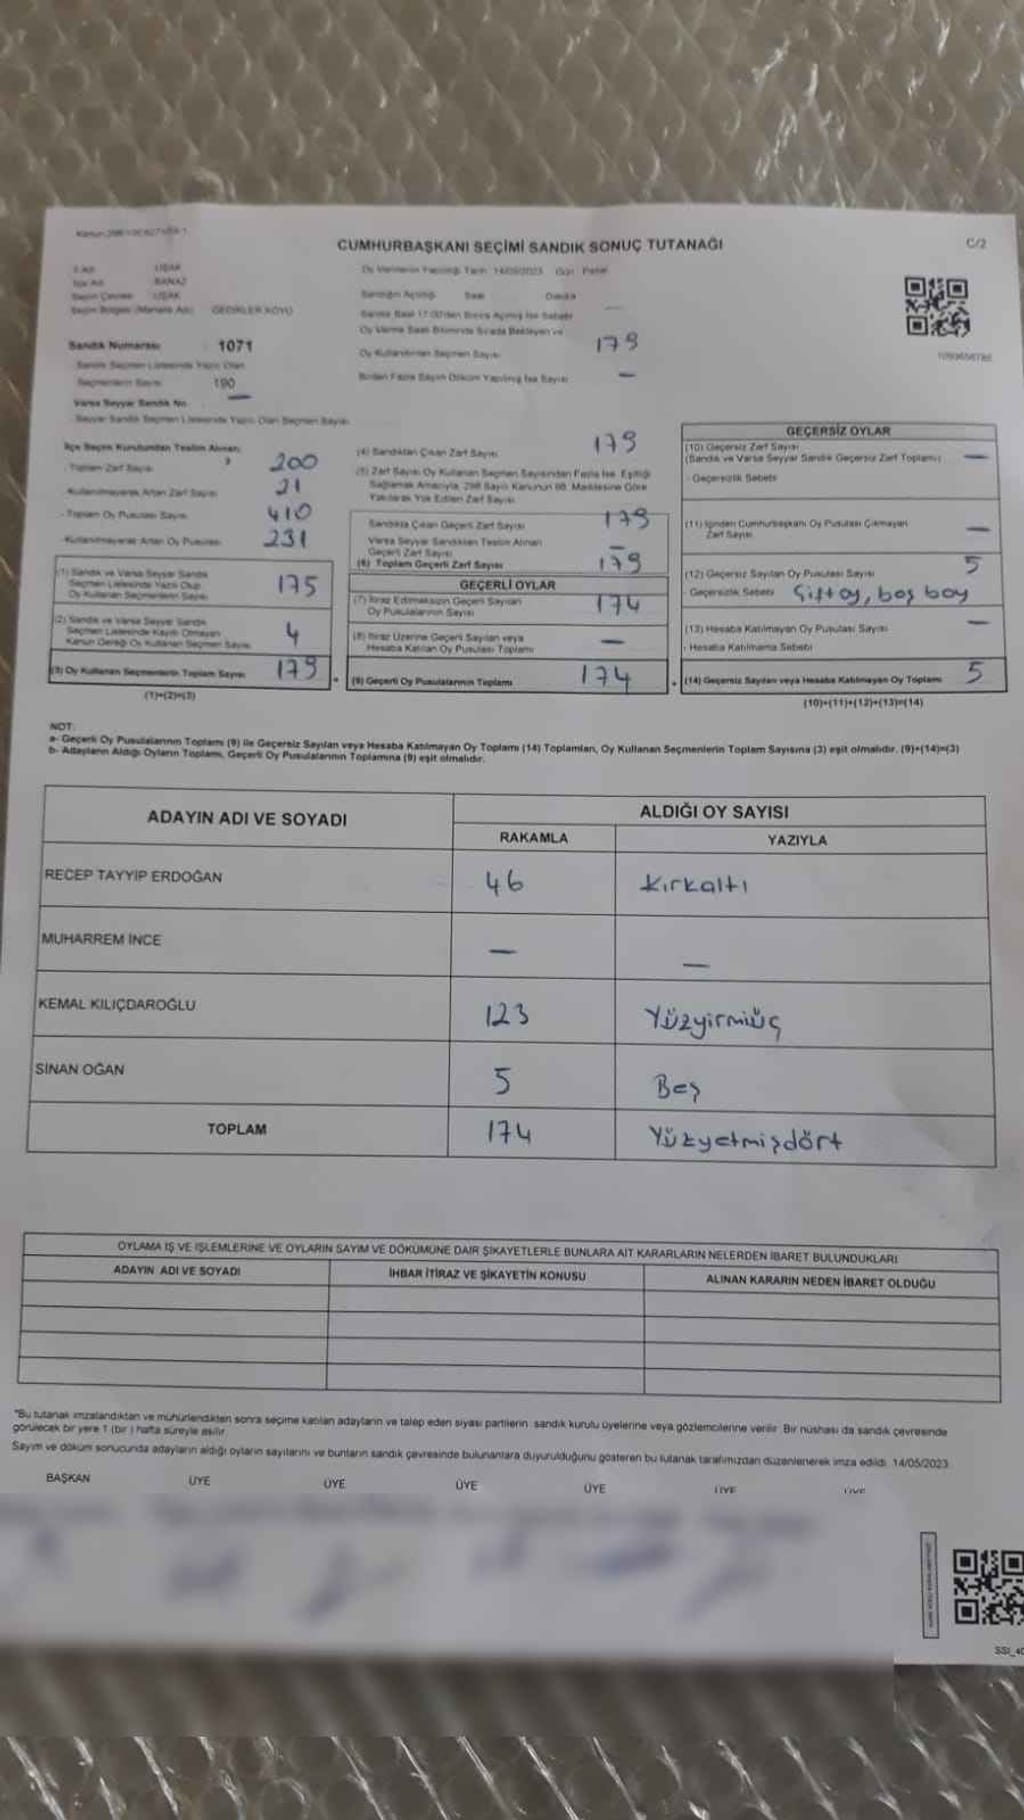 CUMHURBAŞKANI SEÇİMİ SANDIK SONUÇ TUTANAĞI
C/2
İl Adı UŞAK
İlçe Adı BANAZ
Seçim Çevresi UŞAK
Seçim Bölgesi (Mahalle Adı)
Sandık Numarası 1071
Sandık Seçmen Listesinde Yazılı Olan
Seçmenlerin Sayısı 190
Varsa Seyyar Sandık No —
Seyyar Sandık Seçmen Listesinde Yazılı Olan Seçmen Sayısı
Oy Vermenin Yapıldığı Tarih 14/05/2023 Gün Pazar
Sandığın Açıldığı Saat Dakika
Sandık Saat 17:00'den Önce Açılmış İse Sebebi —
Oy Verme Saati Bitiminde Sırada Bekleyen ve
Oy Kullandırılan Seçmen Sayısı 179
Birden Fazla Sayım Döküm Yapılmış İse Sayısı —
İlçe Seçim Kurulundan Teslim Alınan;
- Toplam Zarf Sayısı 200
- Kullanılmayarak Artan Zarf Sayısı 21
- Toplam Oy Pusulası Sayısı 410
- Kullanılmayarak Artan Oy Pusulası 231
(1) Sandık ve Varsa Seyyar Sandık
Seçmen Listesinde Yazılı Olup
Oy Kullanan Seçmenlerin Sayısı 175
(2) Sandık ve Varsa Seyyar Sandık
Seçmen Listesinde Kayıtlı Olmayan
Kanun Gereği Oy Kullanan Seçmen Sayısı 4
(3) Oy Kullanan Seçmenlerin Toplam Sayısı 179
(1)+(2)=(3)
(4) Sandıktan Çıkan Zarf Sayısı 179
(5) Zarf Sayısı Oy Kullanan Seçmen Sayısından Fazla İse, Eşitliği
Sağlamak Amacıyla, 298 Sayılı Kanunun 98. Maddesine Göre
Yakılarak Yok Edilen Zarf Sayısı
Sandıkta Çıkan Geçerli Zarf Sayısı 179
Varsa Seyyar Sandıktan Teslim Alınan
Geçerli Zarf Sayısı —
(6) Toplam Geçerli Zarf Sayısı 179
GEÇERLİ OYLAR
(7) İtiraz Edilmeksizin Geçerli Sayılan
Oy Pusulalarının Sayısı 174
(8) İtiraz Üzerine Geçerli Sayılan veya
Hesaba Katılan Oy Pusulası Toplamı —
(9) Geçerli Oy Pusulalarının Toplamı 174
GEÇERSİZ OYLAR
(10) Geçersiz Zarf Sayısı
(Sandık ve Varsa Seyyar Sandık Geçersiz Zarf Toplamı) —
- Geçersizlik Sebebi
(11) İçinden Cumhurbaşkanı Oy Pusulası Çıkmayan
Zarf Sayısı —
(12) Geçersiz Sayılan Oy Pusulası Sayısı 5
- Geçersizlik Sebebi Çift oy, boş boy
(13) Hesaba Katılmayan Oy Pusulası Sayısı —
- Hesaba Katılmama Sebebi
(14) Geçersiz Sayılan veya Hesaba Katılmayan Oy Toplamı 5
(10)+(11)+(12)+(13)=(14)
NOT:
a- Geçerli Oy Pusulalarının Toplamı (9) ile Geçersiz Sayılan veya Hesaba Katılmayan Oy Toplamı (14) Toplamları, Oy Kullanan Seçmenlerin Toplam Sayısına (3) eşit olmalıdır. (9)+(14)=(3)
b- Adayların Aldığı Oyların Toplamı, Geçerli Oy Pusulalarının Toplamına (9) eşit olmalıdır.
ADAYIN ADI VE SOYADI
ALDIĞI OY SAYISI
RAKAMLA YAZIYLA
RECEP TAYYİP ERDOĞAN 46 Kırkaltı
MUHARREM İNCE — —
KEMAL KILIÇDAROĞLU 123 Yüzyirmiüç
SİNAN OĞAN 5 Beş
TOPLAM 174 Yüzyetmişdört
OYLAMA İŞ VE İŞLEMLERİNE VE OYLARIN SAYIM VE DÖKÜMÜNE DAİR ŞİKAYETLERLE BUNLARA AİT KARARLARIN NELERDEN İBARET BULUNDUKLARI
ADAYIN ADI VE SOYADI İHBAR İTİRAZ VE ŞİKAYETİN KONUSU ALINAN KARARIN NEDEN İBARET OLDUĞU
"Bu tutanak imzalandıktan ve mühürlendikten sonra seçime katılan adayların ve talep eden siyasi partilerin sandık kurulu üyelerine veya gözlemcilerine verilir. Bir nüshası da sandık çevresinde
görülecek bir yere 1 (bir) hafta süreyle asılır.
Sayım ve döküm sonucunda adayların aldığı oyların sayılarını ve bunların sandık çevresinde bulunanlara duyurulduğunu gösteren bu tutanak tarafımızdan düzenlenerek imza edildi. 14/05/2023
BAŞKAN ÜYE ÜYE ÜYE ÜYE ÜYE ÜYE